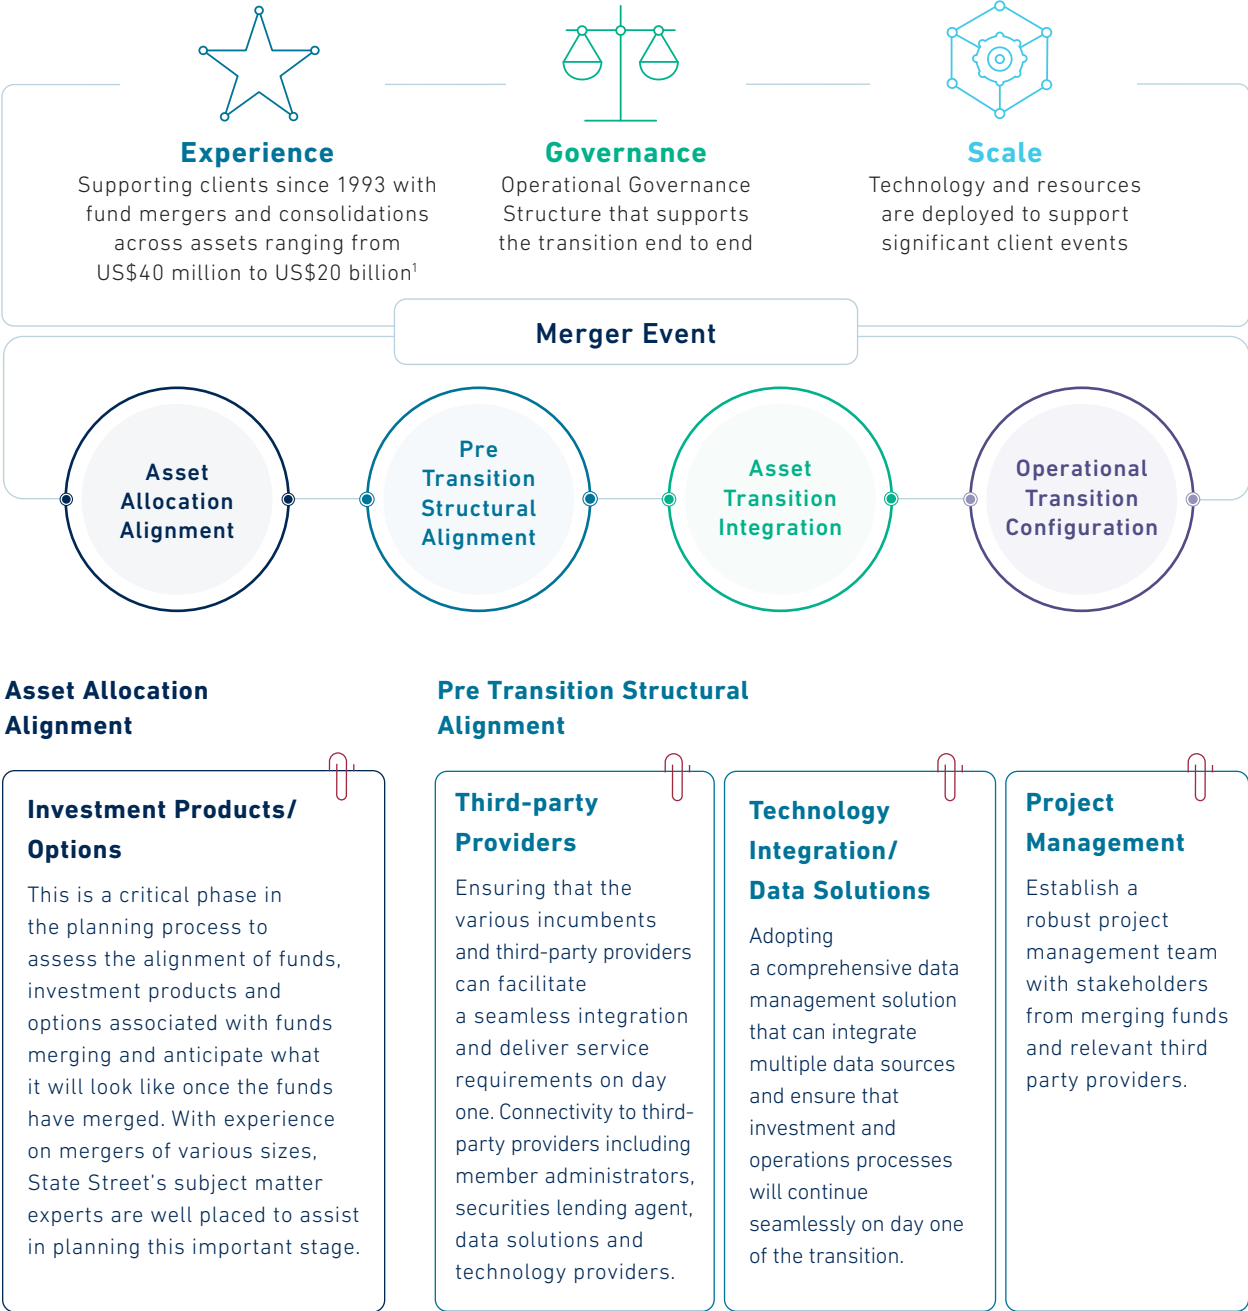 Experience
Supporting clients since 1993 with
fund mergers and consolidations
across assets ranging from
US$40 million to US$20 billion¹
Governance
Operational Governance
Structure that supports
the transition end to end
Scale
Technology and resources
are deployed to support
significant client events
Merger Event
Asset
Allocation
Alignment
Pre
Transition
Structural
Alignment
Asset
Transition
Integration
Operational
Transition
Configuration
Asset Allocation
Alignment
Investment Products/
Options
This is a critical phase in
the planning process to
assess the alignment of funds,
investment products and
options associated with funds
merging and anticipate what
it will look like once the funds
have merged. With experience
on mergers of various sizes,
State Street’s subject matter
experts are well placed to assist
in planning this important stage.
Pre Transition Structural
Alignment
Third-party
Providers
Ensuring that the
various incumbents
and third-party providers
can facilitate
a seamless integration
and deliver service
requirements on day
one. Connectivity to third-
party providers including
member administrators,
securities lending agent,
data solutions and
technology providers.
Technology
Integration/
Data Solutions
Adopting
a comprehensive data
management solution
that can integrate
multiple data sources
and ensure that
investment and
operations processes
will continue
seamlessly on day one
of the transition.
Project
Management
Establish a
robust project
management team
with stakeholders
from merging funds
and relevant third
party providers.